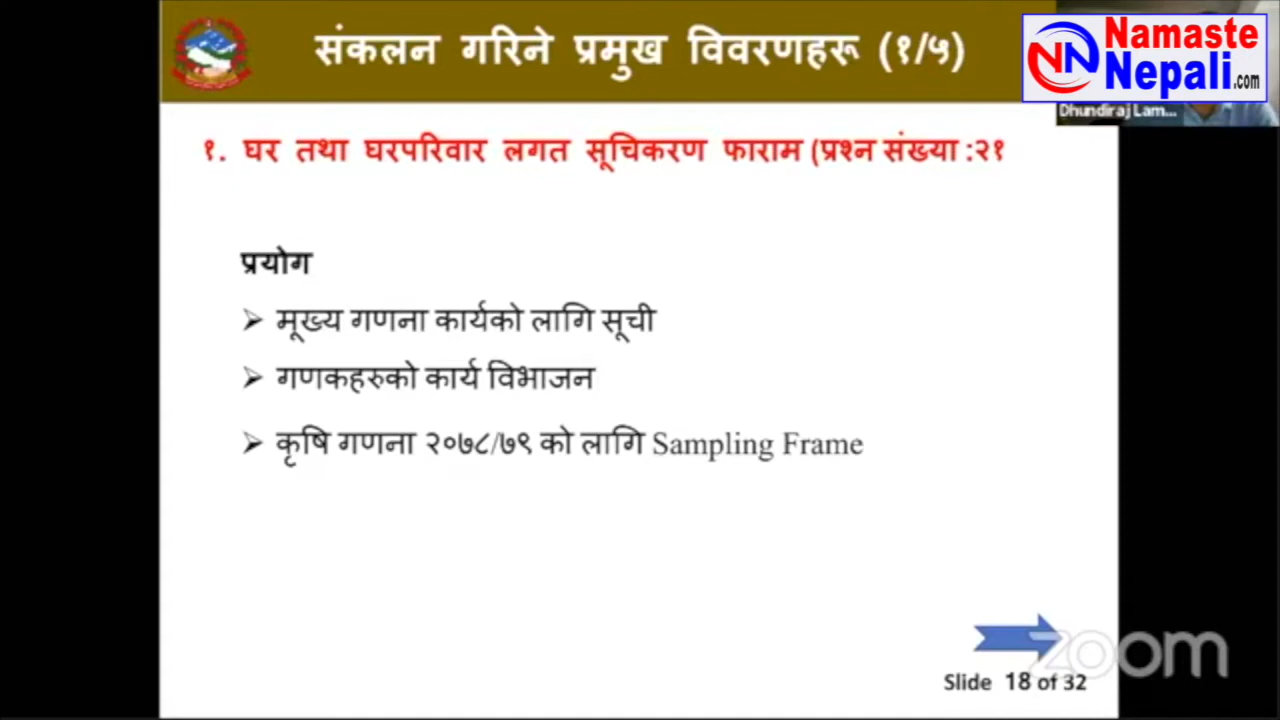 संकलन गरिने प्रमुख विवरणहरू (१/५)
Namaste
Nepali.com
Dhundiraj Lam...
१. घर तथा घरपरिवार लगत सूचिकरण फाराम (प्रश्न संख्या :२१
प्रयोग
➢ मूख्य गणना कार्यको लागि सूची
➢ गणकहरुको कार्य विभाजन
➢ कृषि गणना २०७८/७९ को लागि Sampling Frame
zoom
Slide 18 of 32